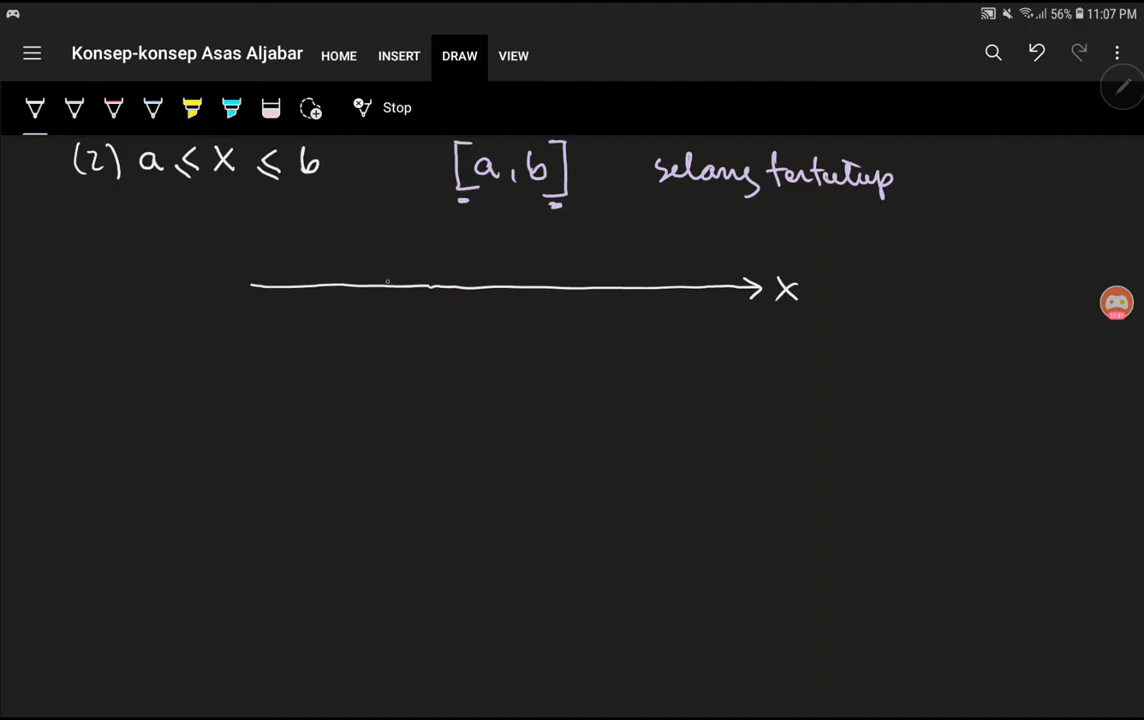 56% 11:07 PM
Konsep-konsep Asas Aljabar HOME INSERT DRAW VIEW
Stop
(2) a ≤ x ≤ b [a, b] selang tertutup
x